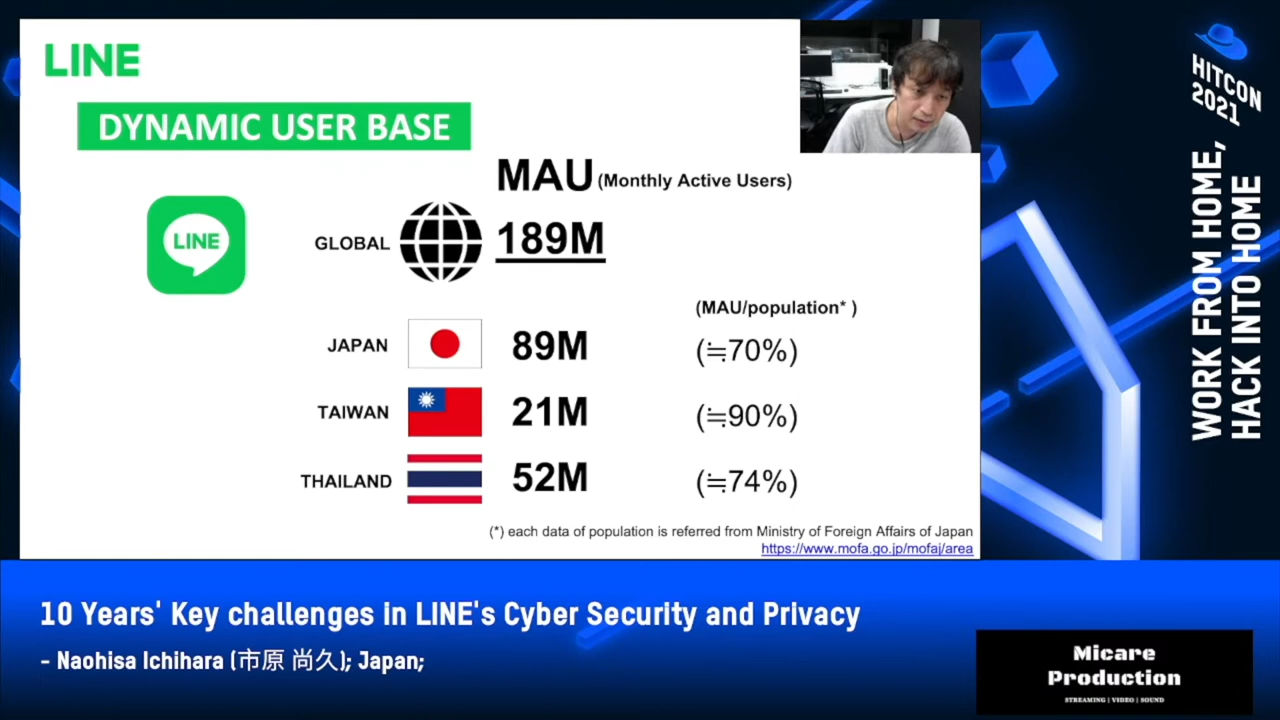 LINE
DYNAMIC USER BASE
MAU (Monthly Active Users)
LINE
GLOBAL 189M
(MAU/population* )
JAPAN 89M (≒70%)
TAIWAN 21M (≒90%)
THAILAND 52M (≒74%)
(*) each data of population is referred from Ministry of Foreign Affairs of Japan
https://www.mofa.go.jp/mofaj/area
HITCON
2021
WORK FROM HOME,
HACK INTO HOME
10 Years' Key challenges in LINE's Cyber Security and Privacy
- Naohisa Ichihara (市原 尚久); Japan;
Micare
Production
STREAMING | VIDEO | SOUND